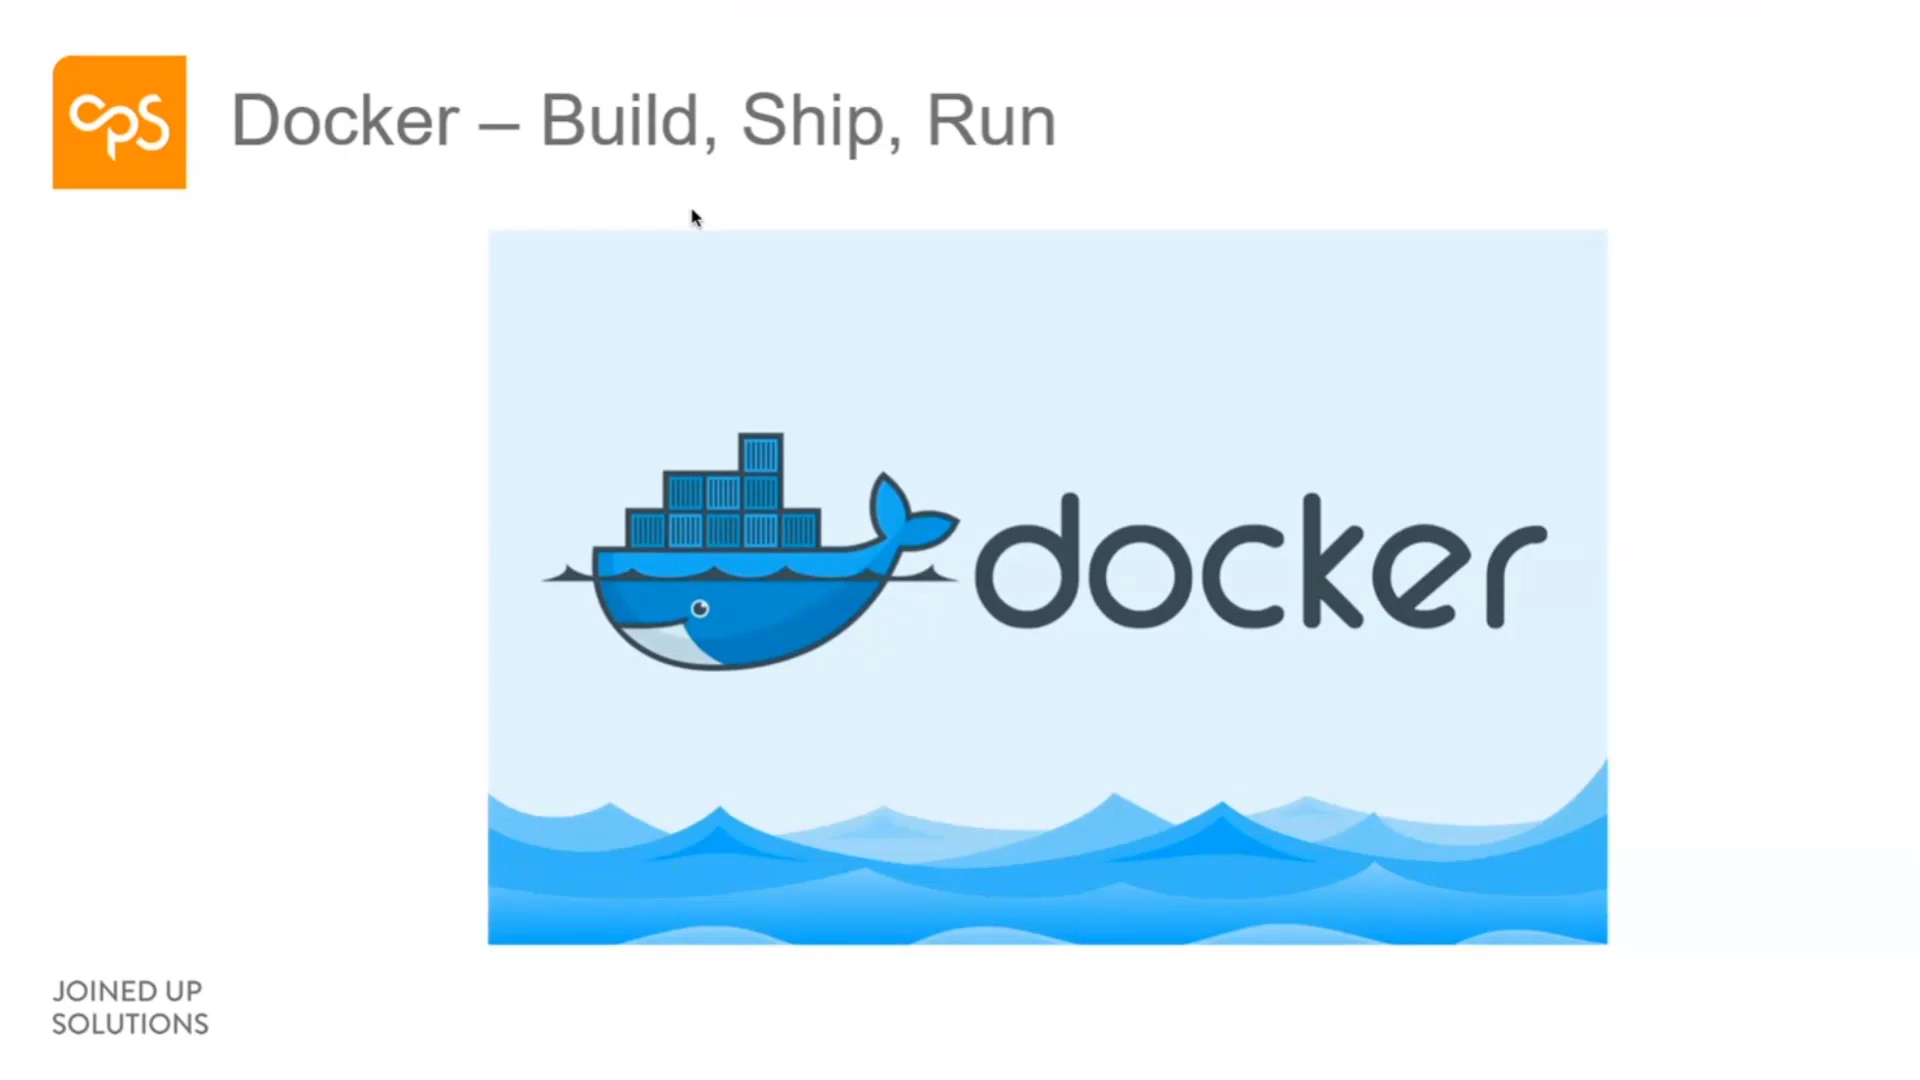 cps
Docker – Build, Ship, Run
docker
JOINED UP
SOLUTIONS